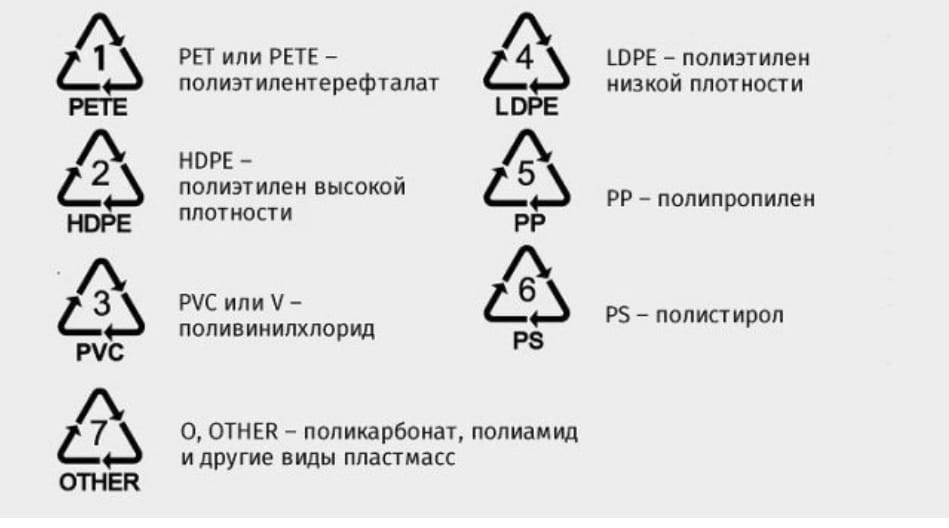 1
PETE
PET или PETE –
полиэтилентерефталат
2
HDPE
HDPE –
полиэтилен высокой
плотности
3
PVC
PVC или V –
поливинилхлорид
4
LDPE
LDPE – полиэтилен
низкой плотности
5
PP
PP – полипропилен
6
PS
PS – полистирол
7
OTHER
O, OTHER – поликарбонат, полиамид
и другие виды пластмасс